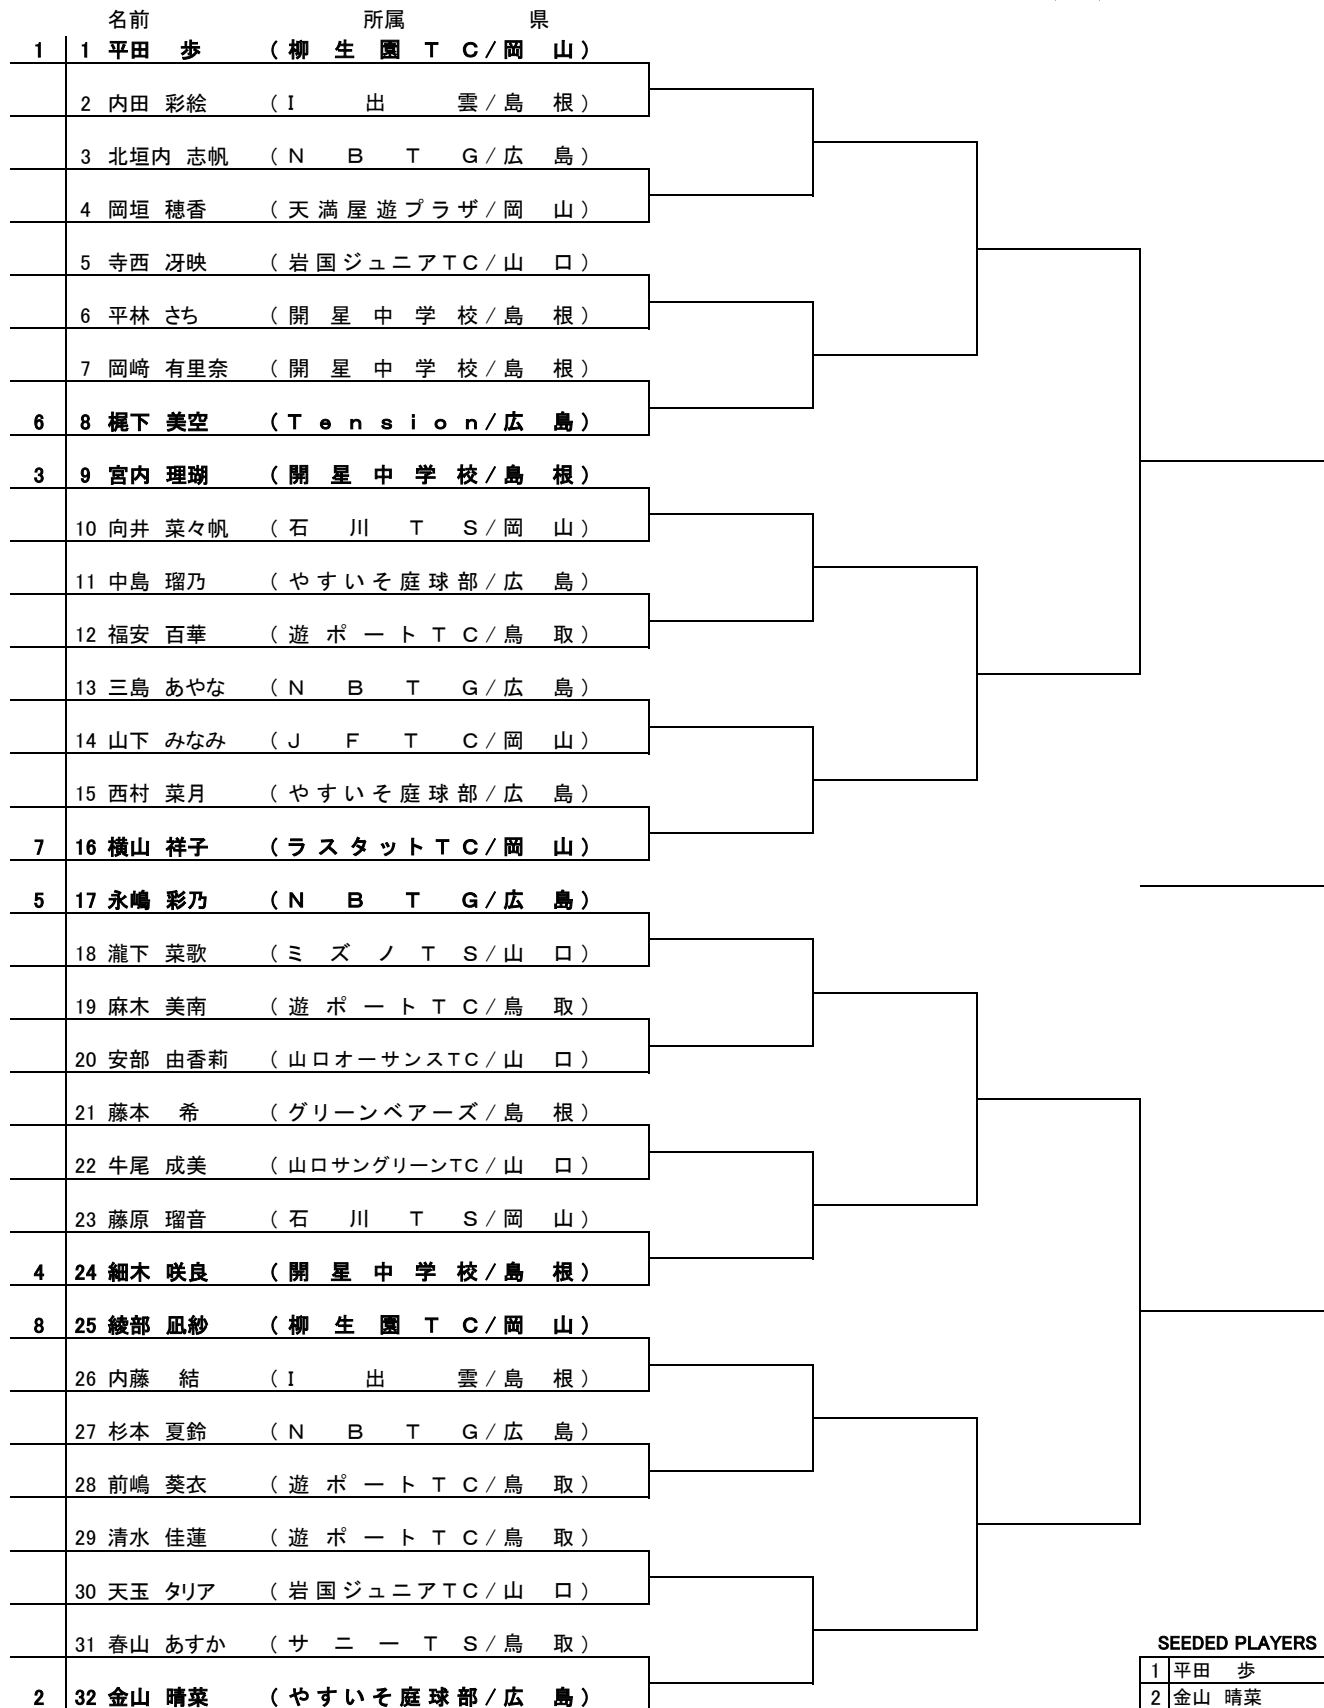 名前 所属 県
1 1 平田 歩 (柳生園TC/岡山)
2 内田 彩絵 (I出雲/島根)
3 北垣内 志帆 (NBTG/広島)
4 岡垣 穂香 (天満屋遊プラザ/岡山)
5 寺西 冴映 (岩国ジュニアTC/山口)
6 平林 さち (開星中学校/島根)
7 岡﨑 有里奈 (開星中学校/島根)
6 8 梶下 美空 (Tension/広島)
3 9 宮内 理瑚 (開星中学校/島根)
10 向井 菜々帆 (石川TS/岡山)
11 中島 瑠乃 (やすいそ庭球部/広島)
12 福安 百華 (遊ポートTC/鳥取)
13 三島 あやな (NBTG/広島)
14 山下 みなみ (JFTC/岡山)
15 西村 菜月 (やすいそ庭球部/広島)
7 16 横山 祥子 (ラスタットTC/岡山)
5 17 永嶋 彩乃 (NBTG/広島)
18 瀧下 菜歌 (ミズノTS/山口)
19 麻木 美南 (遊ポートTC/鳥取)
20 安部 由香莉 (山口オーサンスTC/山口)
21 藤本 希 (グリーンベアーズ/島根)
22 牛尾 成美 (山口サングリーンTC/山口)
23 藤原 瑠音 (石川TS/岡山)
4 24 細木 咲良 (開星中学校/島根)
8 25 綾部 凪紗 (柳生園TC/岡山)
26 内藤 結 (I出雲/島根)
27 杉本 夏鈴 (NBTG/広島)
28 前嶋 葵衣 (遊ポートTC/鳥取)
29 清水 佳蓮 (遊ポートTC/鳥取)
30 天玉 タリア (岩国ジュニアTC/山口)
31 春山 あすか (サニーTS/鳥取)
2 32 金山 晴菜 (やすいそ庭球部/広島)
SEEDED PLAYERS
1 平田 歩
2 金山 晴菜